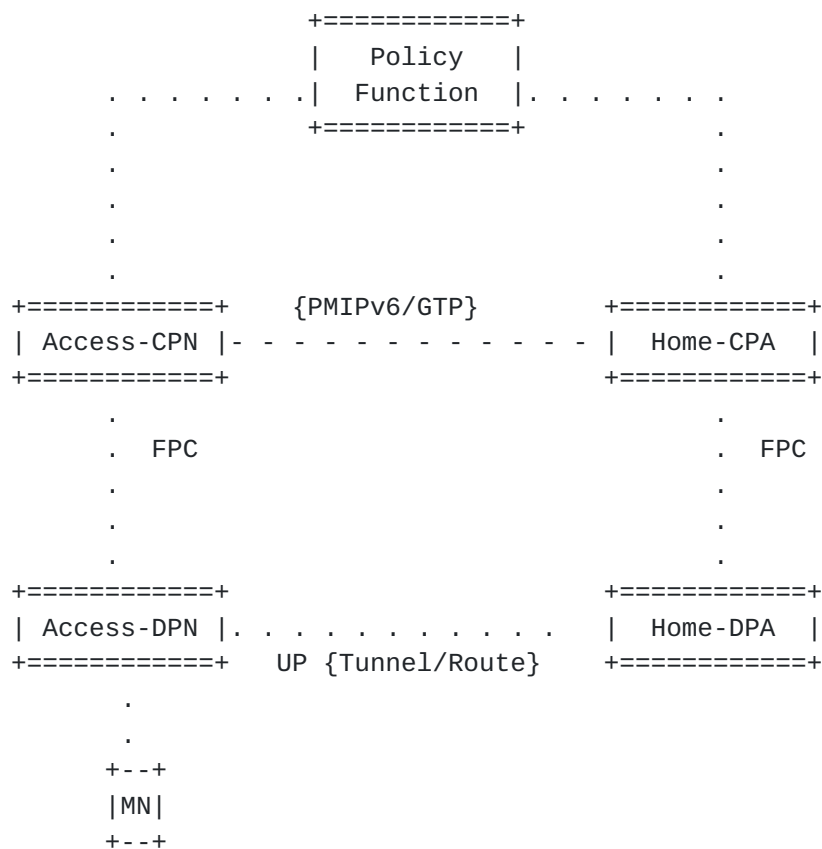 Policy
Function
{PMIPv6/GTP}
Access-CPN Home-CPA
FPC FPC
Access-DPN Home-DPA
UP {Tunnel/Route}
MN